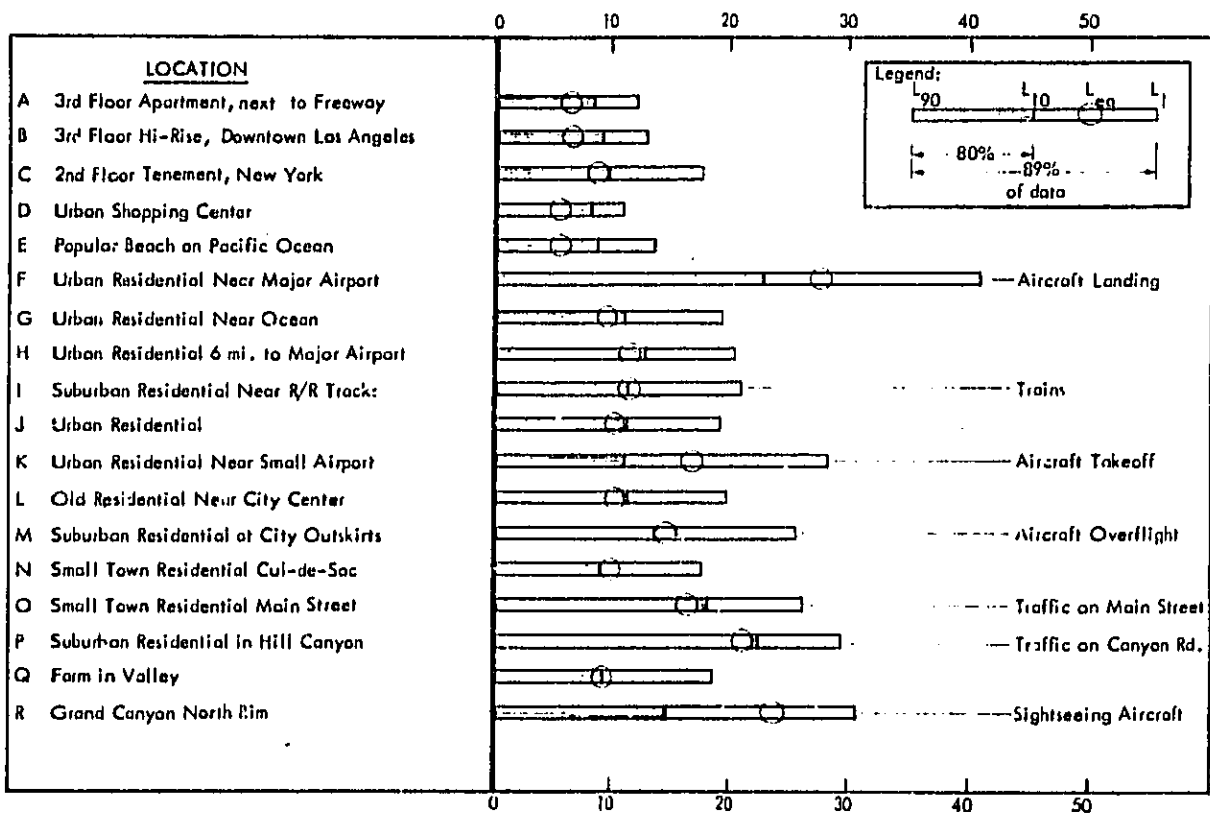 0 10 20 30 40 50
LOCATION
Legend:
L90 L10 Leq L1
80%
89%
of data
A 3rd Floor Apartment, next to Freeway
B 3rd Floor Hi-Rise, Downtown Los Angeles
C 2nd Floor Tenement, New York
D Urban Shopping Center
E Popular Beach on Pacific Ocean
F Urban Residential Near Major Airport Aircraft Landing
G Urban Residential Near Ocean
H Urban Residential 6 mi. to Major Airport
I Suburban Residential Near R/R Tracks Trains
J Urban Residential
K Urban Residential Near Small Airport Aircraft Takeoff
L Old Residential Near City Center
M Suburban Residential at City Outskirts Aircraft Overflight
N Small Town Residential Cul-de-Sac
O Small Town Residential Main Street Traffic on Main Street
P Suburban Residential in Hill Canyon Traffic on Canyon Rd.
Q Farm in Valley
R Grand Canyon North Rim Sightseeing Aircraft
0 10 20 30 40 50